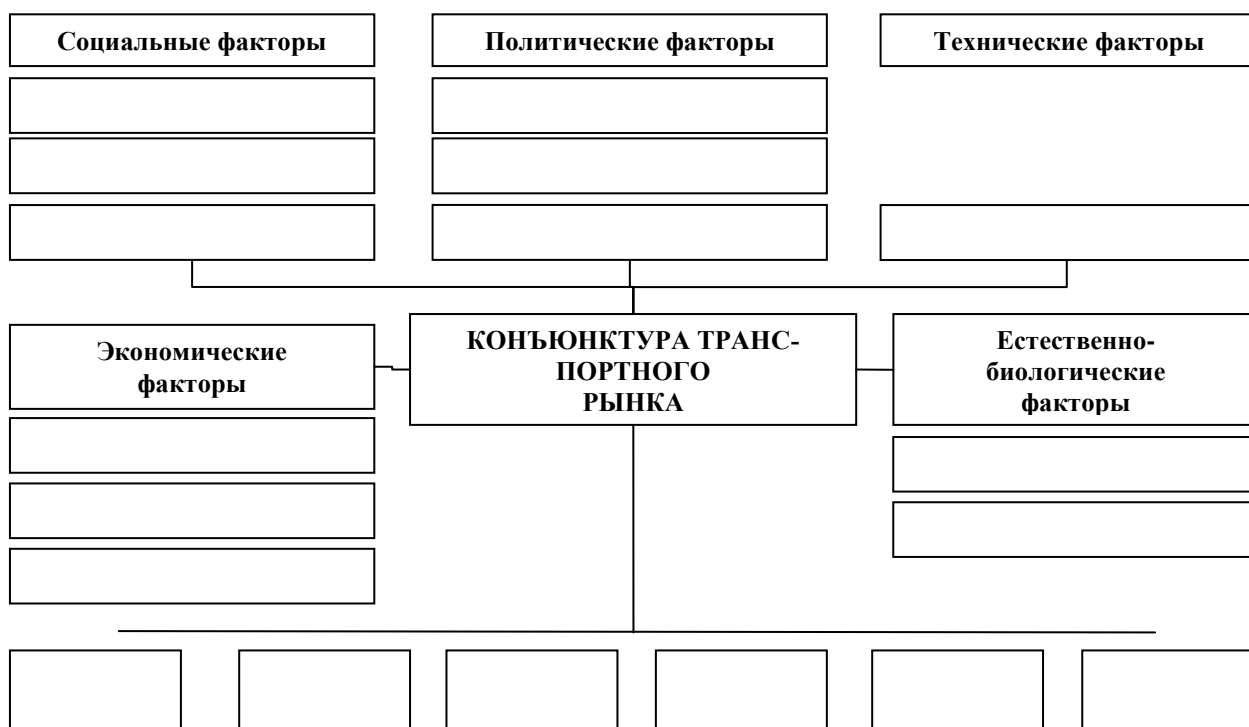 Социальные факторы
Политические факторы
Технические факторы
Экономические
факторы
КОНЪЮНКТУРА ТРАНС-
ПОРТНОГО
РЫНКА
Естественно-
биологические
факторы